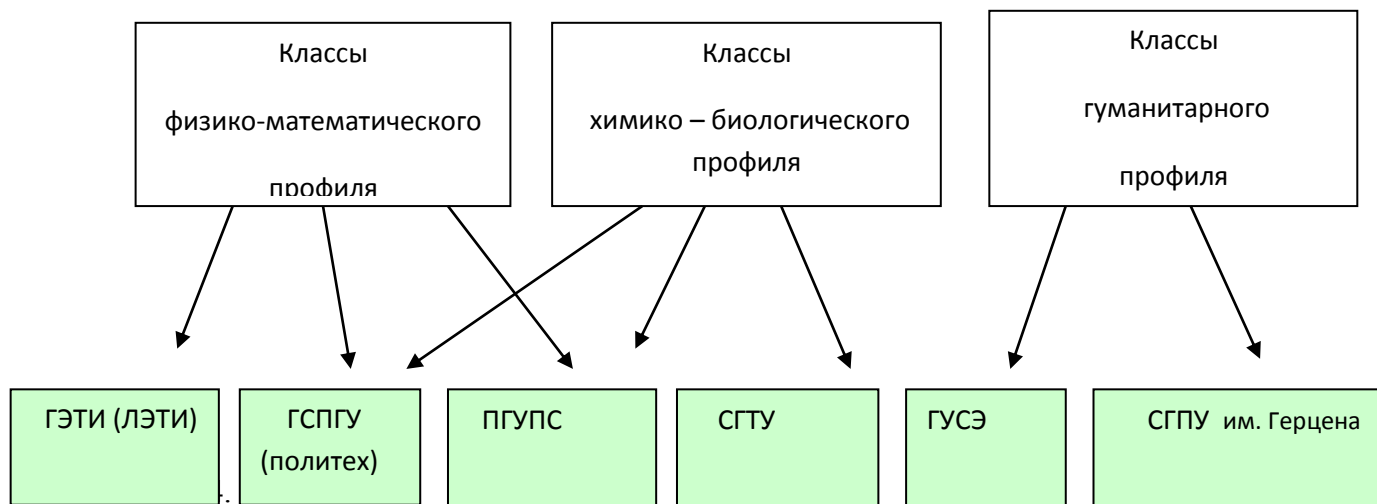 Классы
физико-математического
профиля
Классы
химико – биологического
профиля
Классы
гуманитарного
профиля
ГЭТИ (ЛЭТИ)
ГСПГУ
(политех)
ПГУПС
СГТУ
ГУСЭ
СГПУ им. Герцена